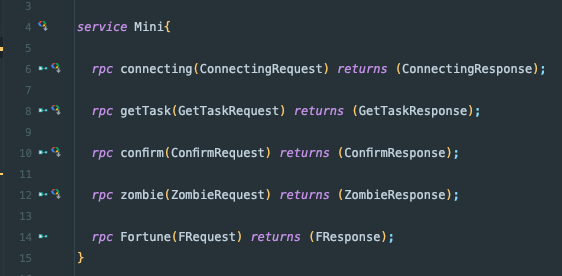 3
4 service Mini{
5
6 rpc connecting(ConnectingRequest) returns (ConnectingResponse);
7
8 rpc getTask(GetTaskRequest) returns (GetTaskResponse);
9
10 rpc confirm(ConfirmRequest) returns (ConfirmResponse);
11
12 rpc zombie(ZombieRequest) returns (ZombieResponse);
13
14 rpc Fortune(FRequest) returns (FResponse);
15 }